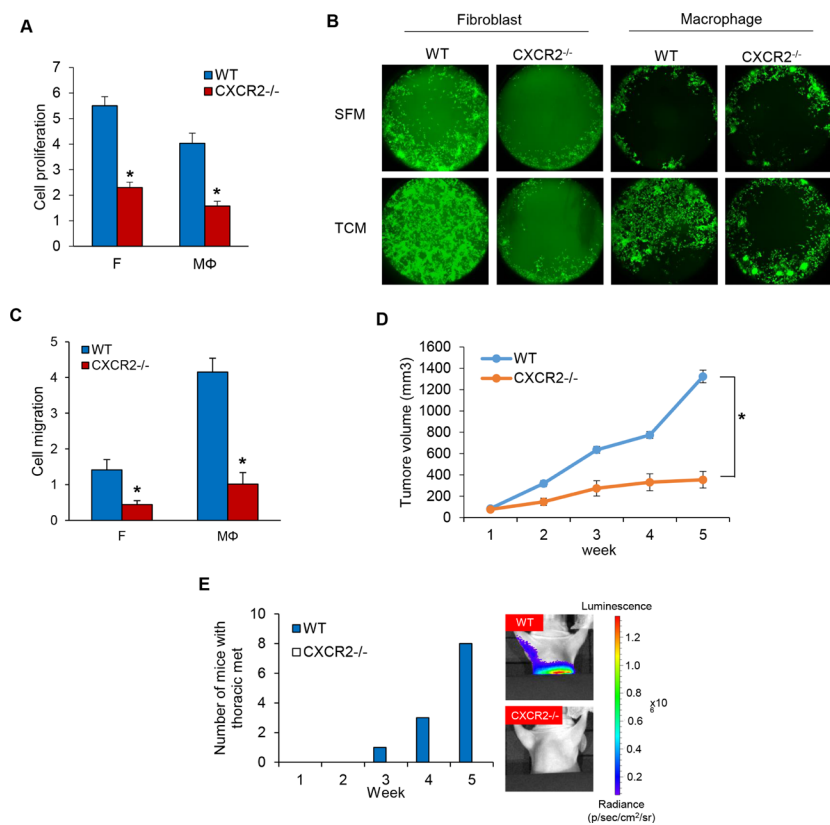 A
WT
CXCR2-/-
Cell proliferation
7
6
5
4
3
2
1
0
*
*
F
MΦ
B
Fibroblast
Macrophage
WT
CXCR2-/-
WT
CXCR2-/-
SFM
TCM
C
WT
CXCR2-/-
Cell migration
5
4
3
2
1
0
*
*
F
MΦ
D
WT
CXCR2-/-
Tumore volume (mm3)
1600
1400
1200
1000
800
600
400
200
0
*
1 2 3 4 5
week
E
WT
CXCR2-/-
Number of mice with
thoracic met
10
8
6
4
2
0
1 2 3 4 5
Week
Luminescence
WT
CXCR2-/-
1.2
1.0
0.8
0.6
0.4
0.2
x10
6
Radiance
(p/sec/cm²/sr)